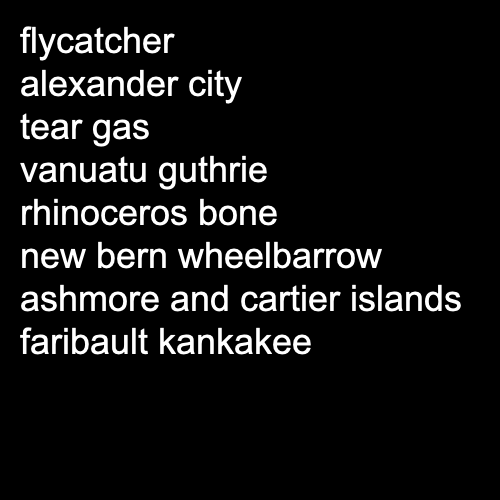 flycatcher
alexander city
tear gas
vanuatu guthrie
rhinoceros bone
new bern wheelbarrow
ashmore and cartier islands
faribault kankakee